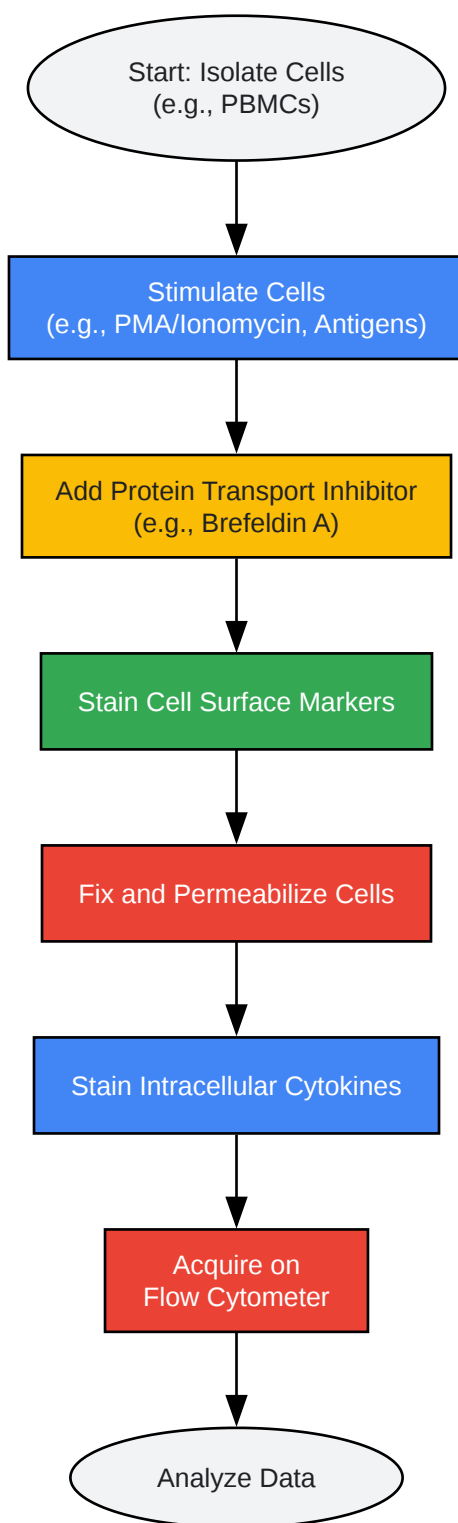 Start: Isolate Cells
(e.g., PBMCs)
Stimulate Cells
(e.g., PMA/Ionomycin, Antigens)
Add Protein Transport Inhibitor
(e.g., Brefeldin A)
Stain Cell Surface Markers
Fix and Permeabilize Cells
Stain Intracellular Cytokines
Acquire on
Flow Cytometer
Analyze Data